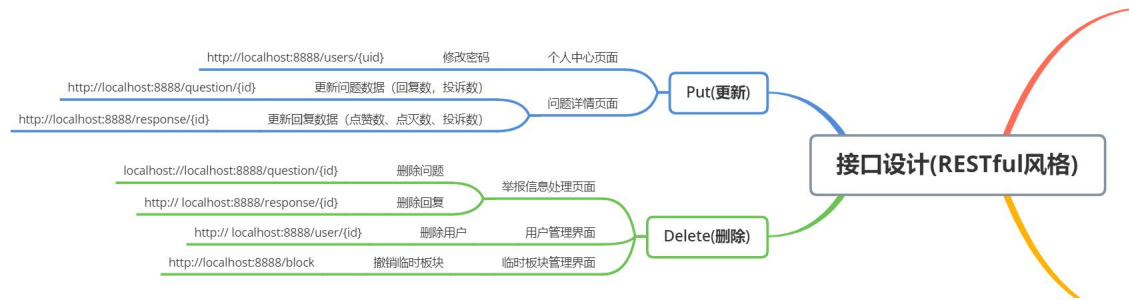 http://localhost:8888/users/{uid} 修改密码 个人中心页面
http://localhost:8888/question/{id} 更新问题数据（回复数，投诉数）
问题详情页面
http://localhost:8888/response/{id} 更新回复数据（点赞数、点灭数、投诉数）
Put(更新)
接口设计(RESTful风格)
localhost://localhost:8888/question/{id} 删除问题
举报信息处理页面
http:// localhost:8888/response/{id} 删除回复
http:// localhost:8888/user/{id} 删除用户 用户管理界面
http://localhost:8888/block 撤销临时板块 临时板块管理界面
Delete(删除)